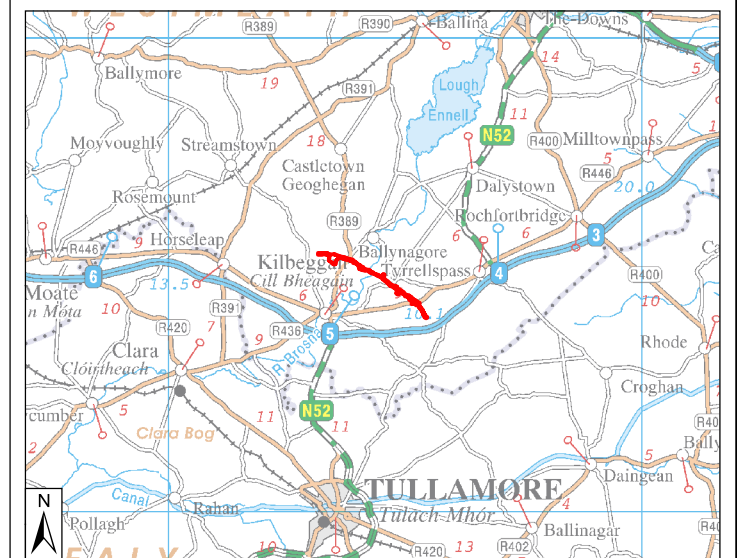 R389
R390
Ballina
The Downs
Ballymore
19
14
5
Lough
Ennell
R391
11
18
N52
R400
Milltownpass
Moyvoughly
Streamstown
5
Castletown
Geoghegan
R446
20.0
Rosemount
Dalystown
R389
Rochfortbridge
R446
9
Horseleap
6
6
3
Ballynagore
Kilbeggan
Tyrrellspass
4
6
13.5
Cill Bheagáin
R400
Moate
10
6
R391
10
R420
7
R436
5
R Brosna
9
Rhode
Clara
Clóirtheach
Croghan
5
11
N52
11
Clara Bog
2
5
Daingean
TULLAMORE
Canal
Rahan
Tulach Mhór
4
N
Pollagh
Ballinagar
10
R420
13
R402